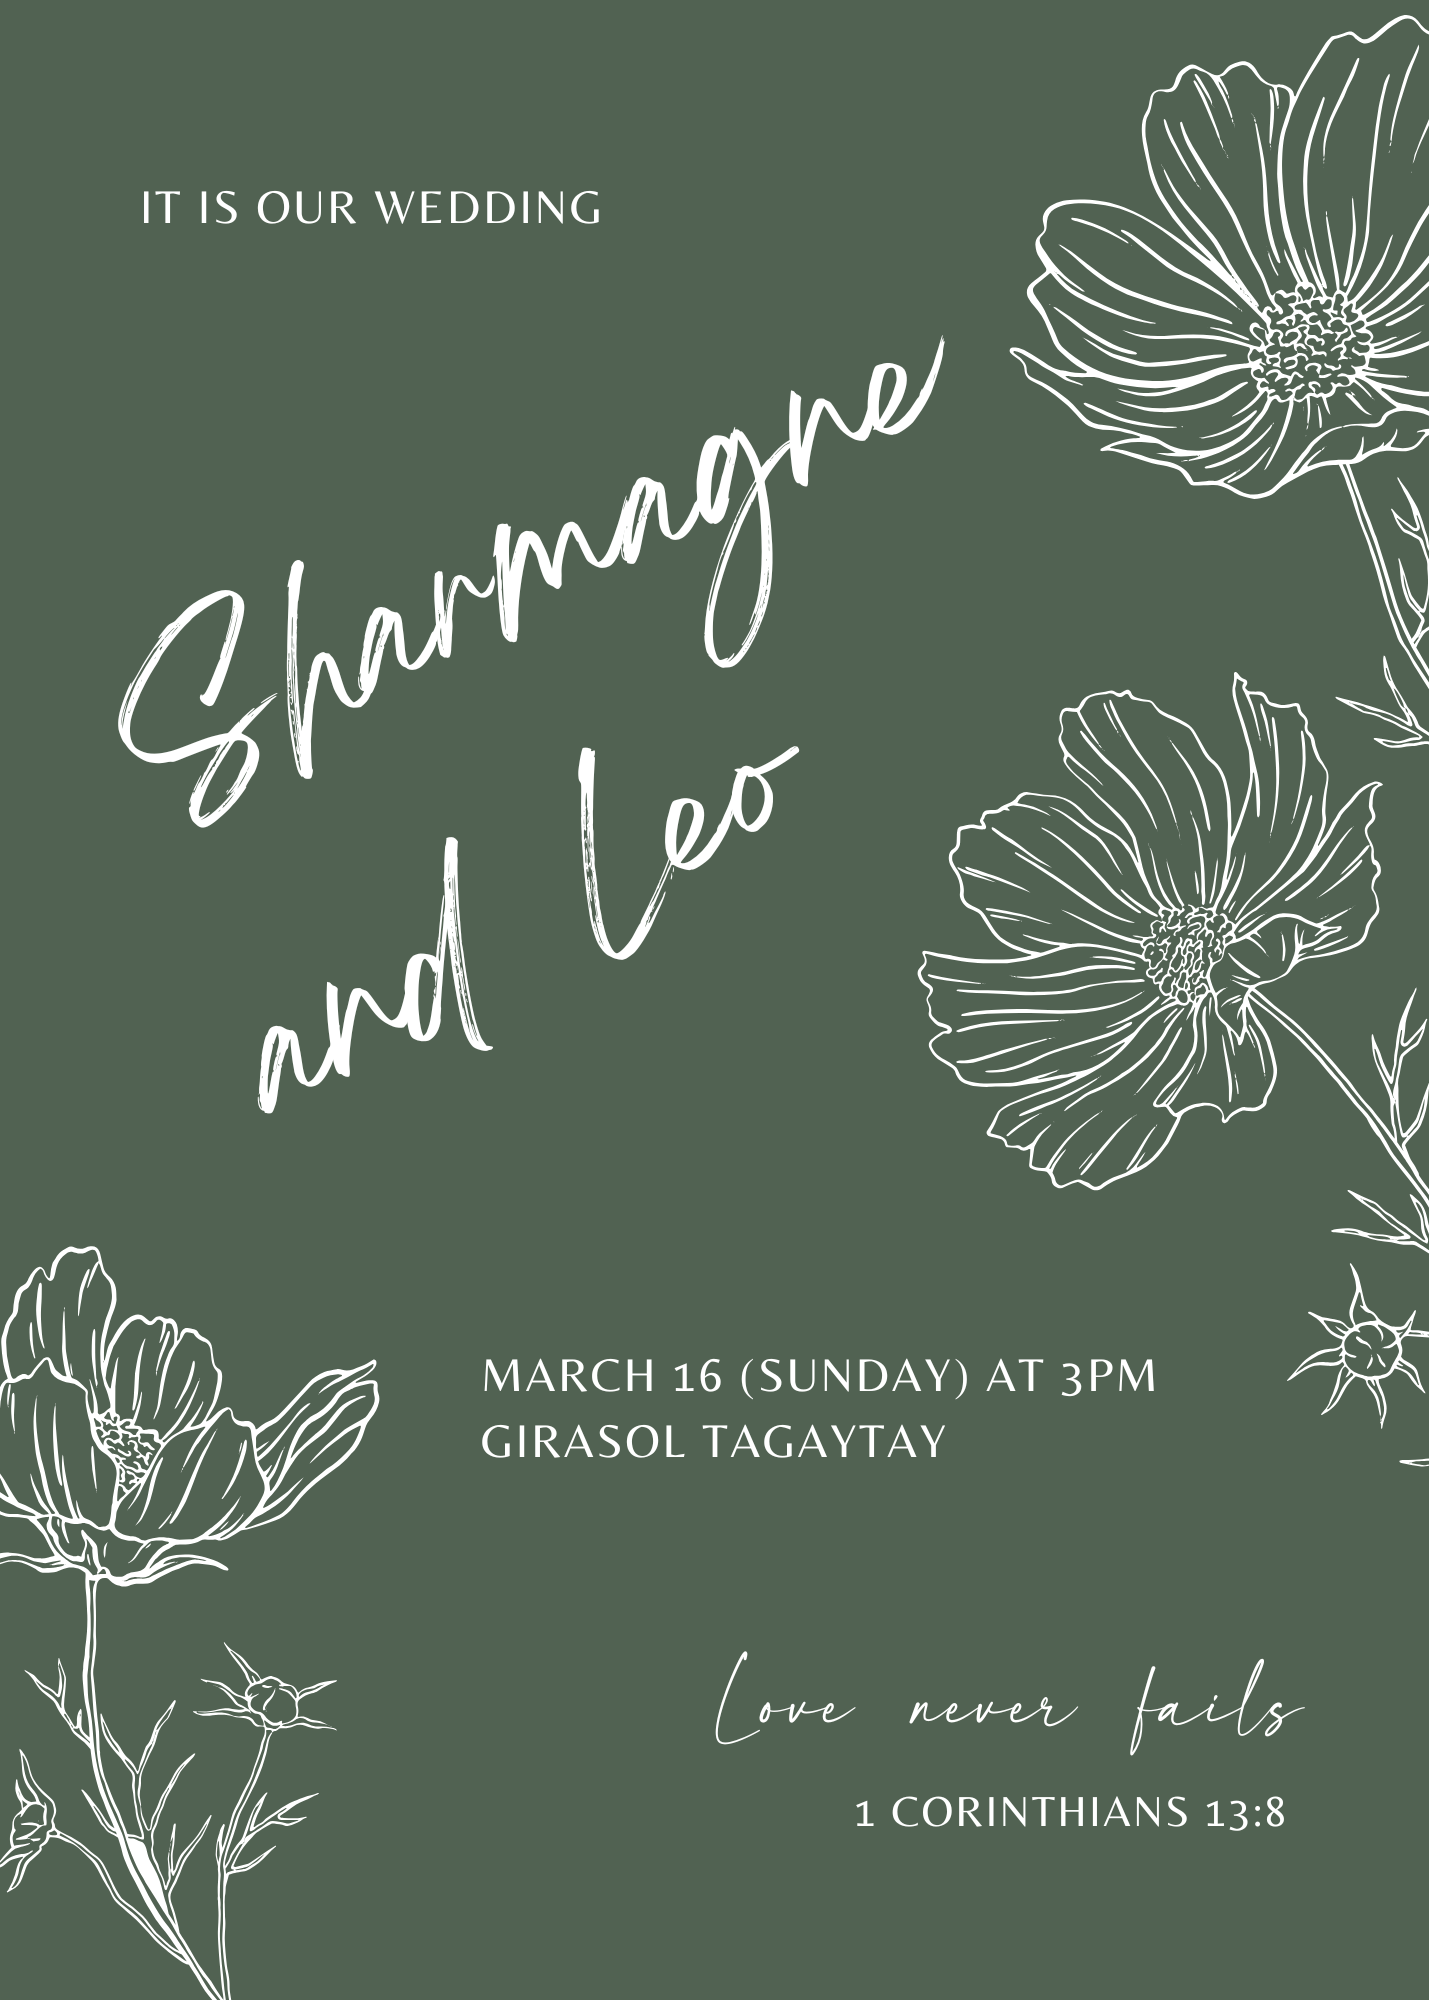 IT IS OUR WEDDING
Sharmagne
and Leo
MARCH 16 (SUNDAY) AT 3PM
GIRASOL TAGAYTAY
Love never fails
1 CORINTHIANS 13:8